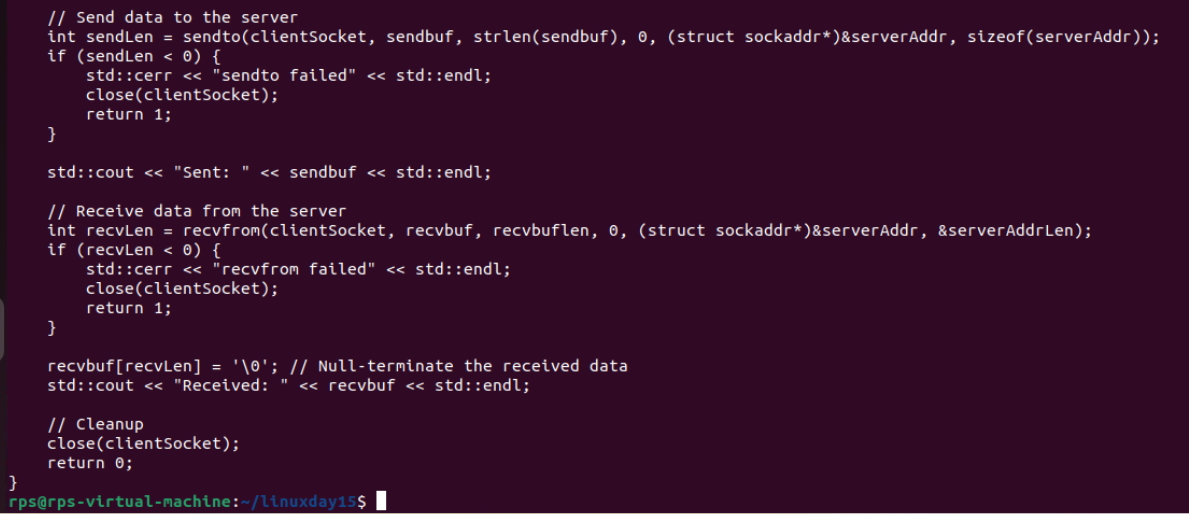 // Send data to the server
int sendLen = sendto(clientSocket, sendbuf, strlen(sendbuf), 0, (struct sockaddr*)&serverAddr, sizeof(serverAddr));
if (sendLen < 0) {
std::cerr << "sendto failed" << std::endl;
close(clientSocket);
return 1;
}
std::cout << "Sent: " << sendbuf << std::endl;
// Receive data from the server
int recvLen = recvfrom(clientSocket, recvbuf, recvbuflen, 0, (struct sockaddr*)&serverAddr, &serverAddrLen);
if (recvLen < 0) {
std::cerr << "recvfrom failed" << std::endl;
close(clientSocket);
return 1;
}
recvbuf[recvLen] = '\0'; // Null-terminate the received data
std::cout << "Received: " << recvbuf << std::endl;
// Cleanup
close(clientSocket);
return 0;
}
rps@rps-virtual-machine:~/linuxday15$